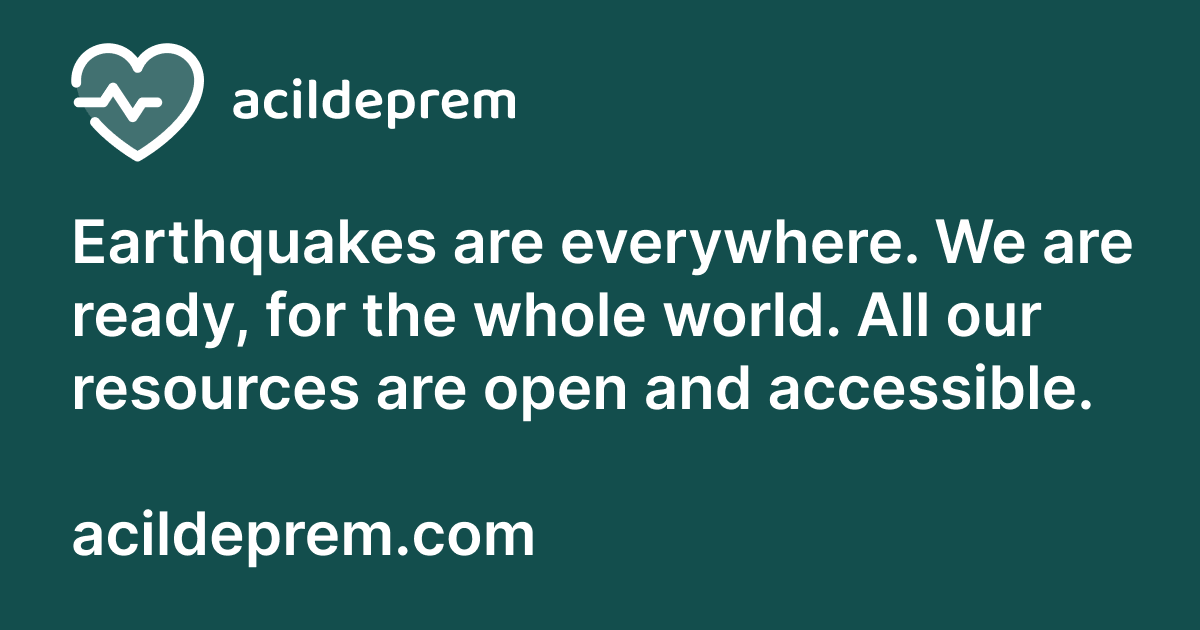 acildeprem
Earthquakes are everywhere. We are
ready, for the whole world. All our
resources are open and accessible.
acildeprem.com